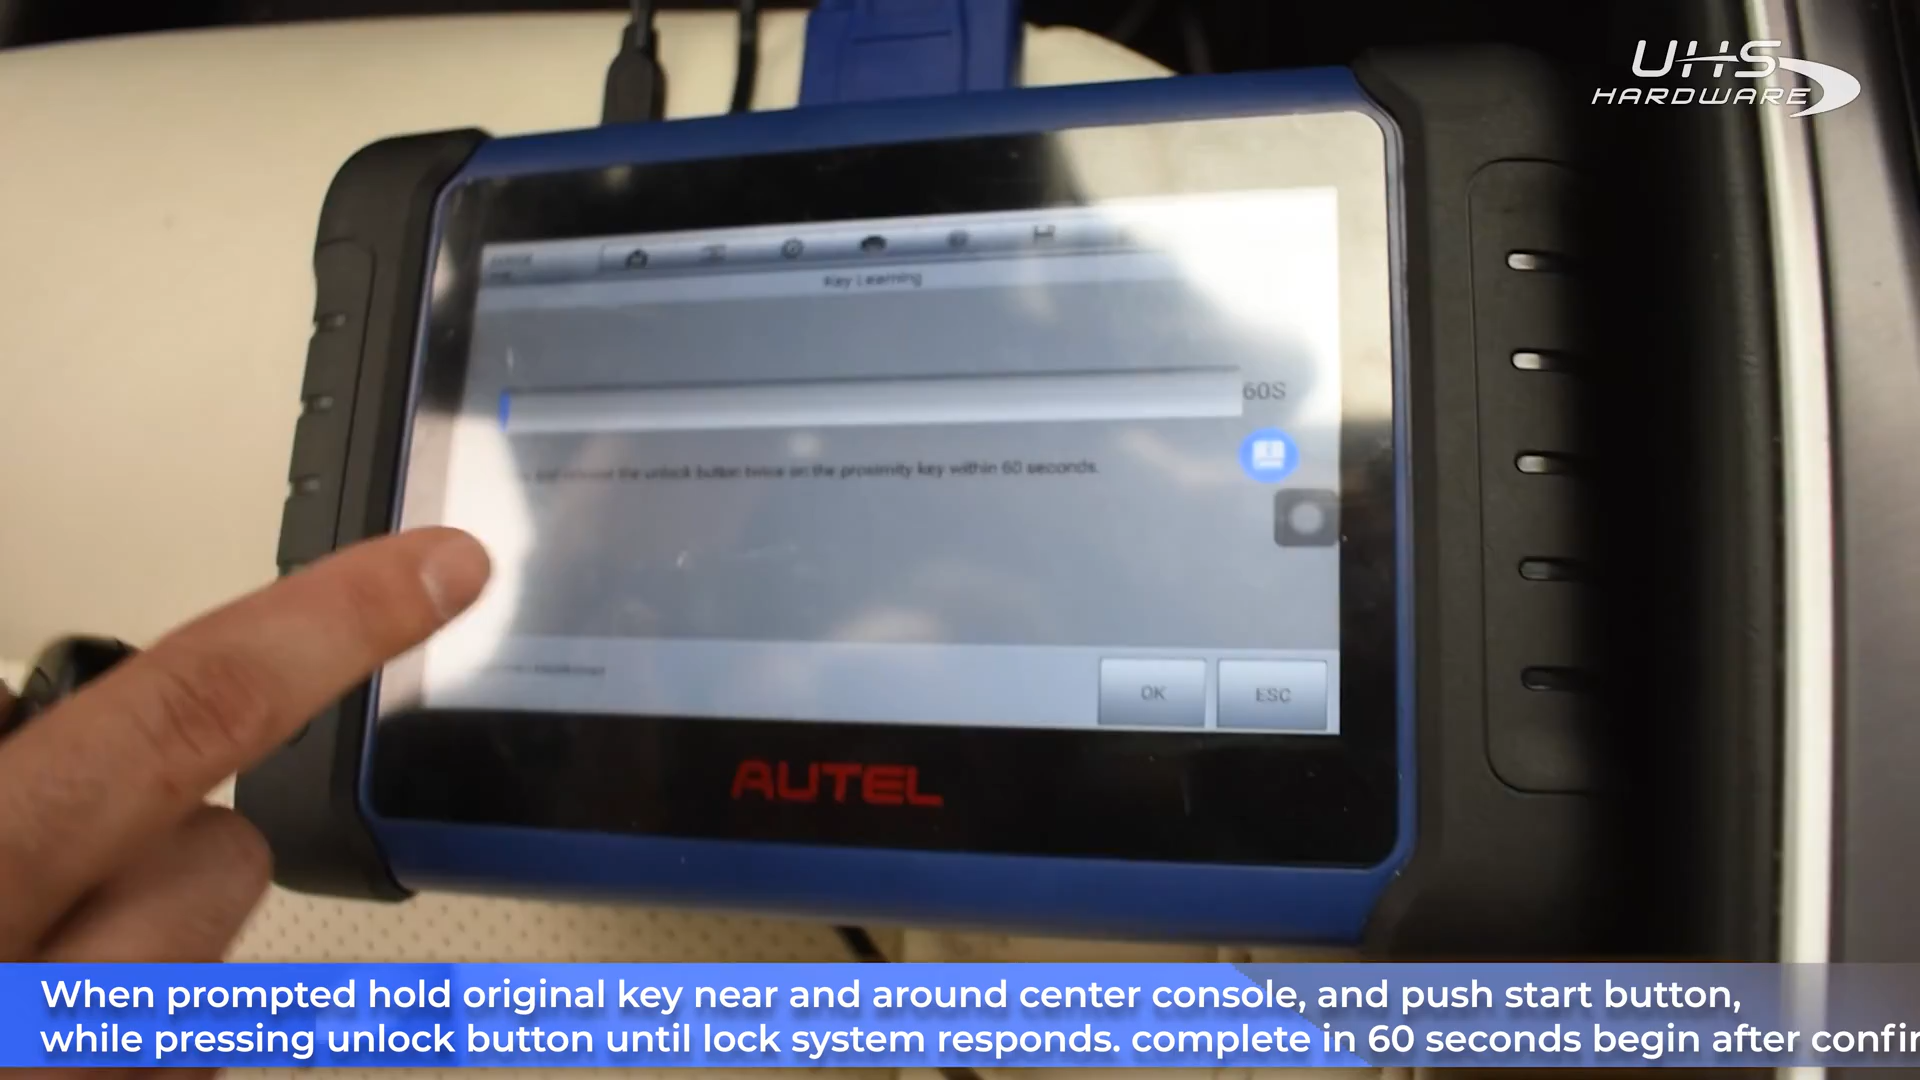 UHS
HARDWARE
Key Learning
60S
the unlock button twice on the proximity key within 60 seconds.
OK
ESC
AUTEL
When prompted hold original key near and around center console, and push start button,
while pressing unlock button until lock system responds. complete in 60 seconds begin after confir